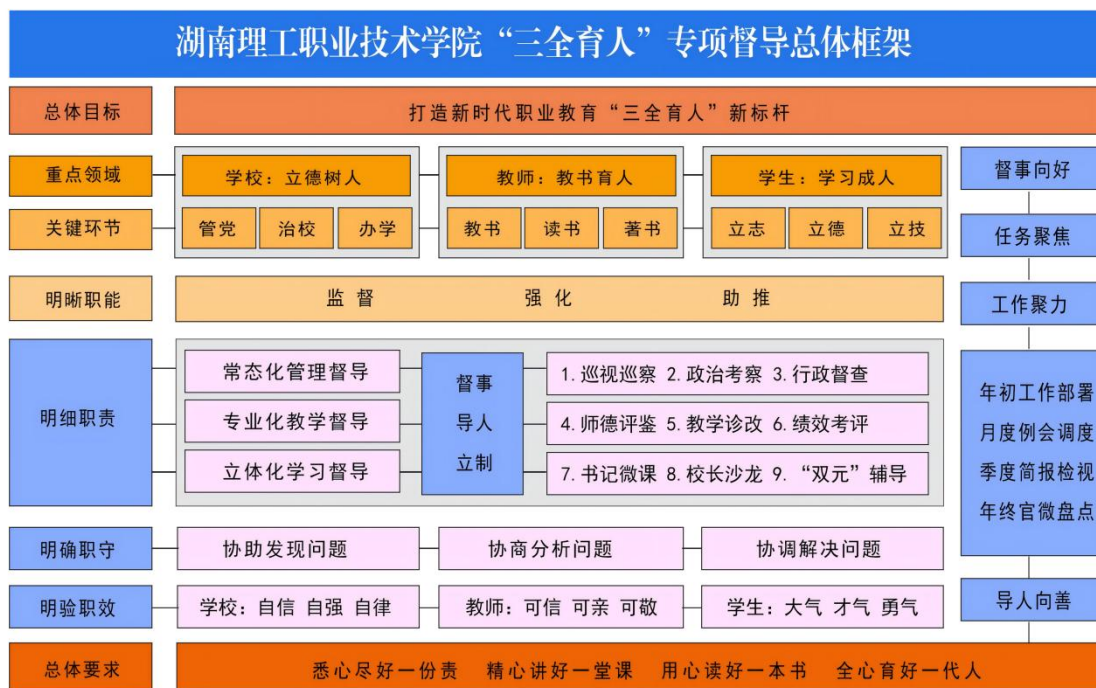 湖南理工职业技术学院“三全育人”专项督导总体框架
总体目标
打造新时代职业教育“三全育人”新标杆
重点领域
学校：立德树人
教师：教书育人
学生：学习成人
关键环节
管党
治校
办学
教书
读书
著书
立志
立德
立技
明晰职能
监督 强化 助推
明细职责
常态化管理督导
专业化教学督导
立体化学习督导
督事
导人
立制
1.巡视巡察 2.政治考察 3.行政督查
4.师德评鉴 5.教学诊改 6.绩效考评
7.书记微课 8.校长沙龙 9.“双元”辅导
明确职守
协助发现问题
协商分析问题
协调解决问题
明验职效
学校：自信 自强 自律
教师：可信 可亲 可敬
学生：大气 才气 勇气
督事向好
任务聚焦
工作聚力
年初工作部署
月度例会调度
季度简报检视
年终官微盘点
导人向善
总体要求
悉心尽好一份责 精心讲好一堂课 用心读好一本书 全心育好一代人